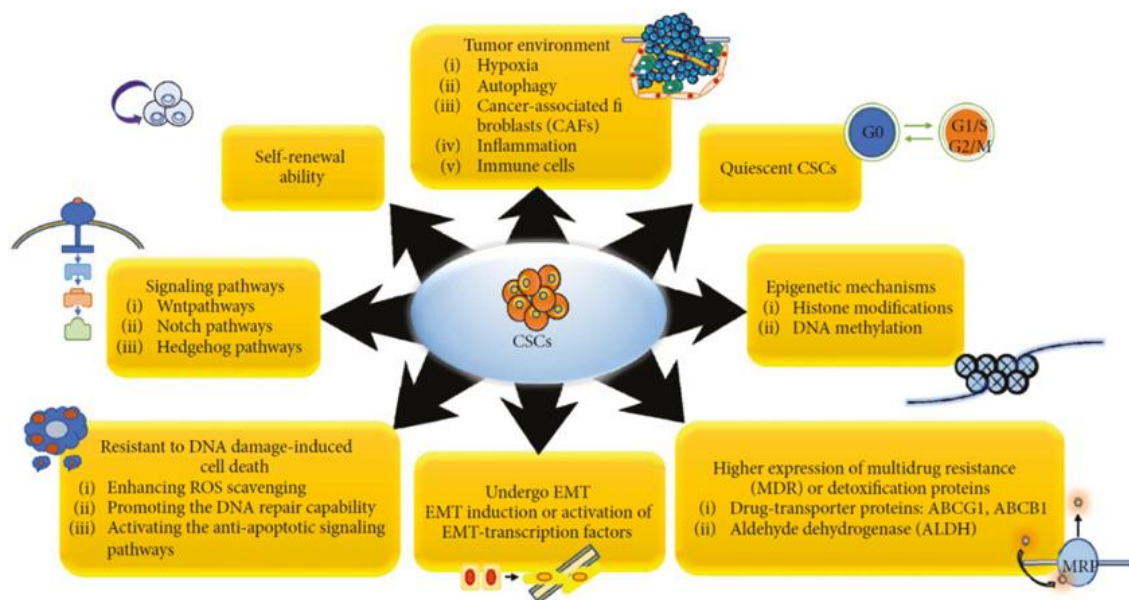 Tumor environment
(i) Hypoxia
(ii) Autophagy
(iii) Cancer-associated fi
broblasts (CAFs)
(iv) Inflammation
(v) Immune cells
Self-renewal
ability
G0
G1/S
G2/M
Quiescent CSCs
Signaling pathways
(i) Wntpathways
(ii) Notch pathways
(iii) Hedgehog pathways
CSCs
Epigenetic mechanisms
(i) Histone modifications
(ii) DNA methylation
Resistant to DNA damage-induced
cell death
(i) Enhancing ROS scavenging
(ii) Promoting the DNA repair capability
(iii) Activating the anti-apoptotic signaling
pathways
Undergo EMT
EMT induction or activation of
EMT-transcription factors
Higher expression of multidrug resistance
(MDR) or detoxification proteins
(i) Drug-transporter proteins: ABCG1, ABCB1
(ii) Aldehyde dehydrogenase (ALDH)
MRP